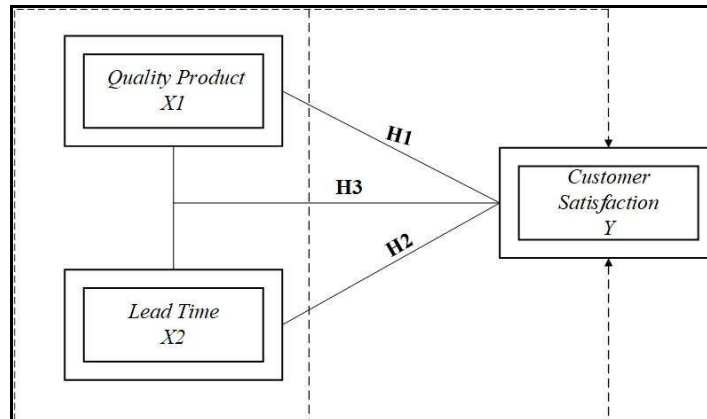 Quality Product
X1
H1
H3
Customer
Satisfaction
Y
H2
Lead Time
X2